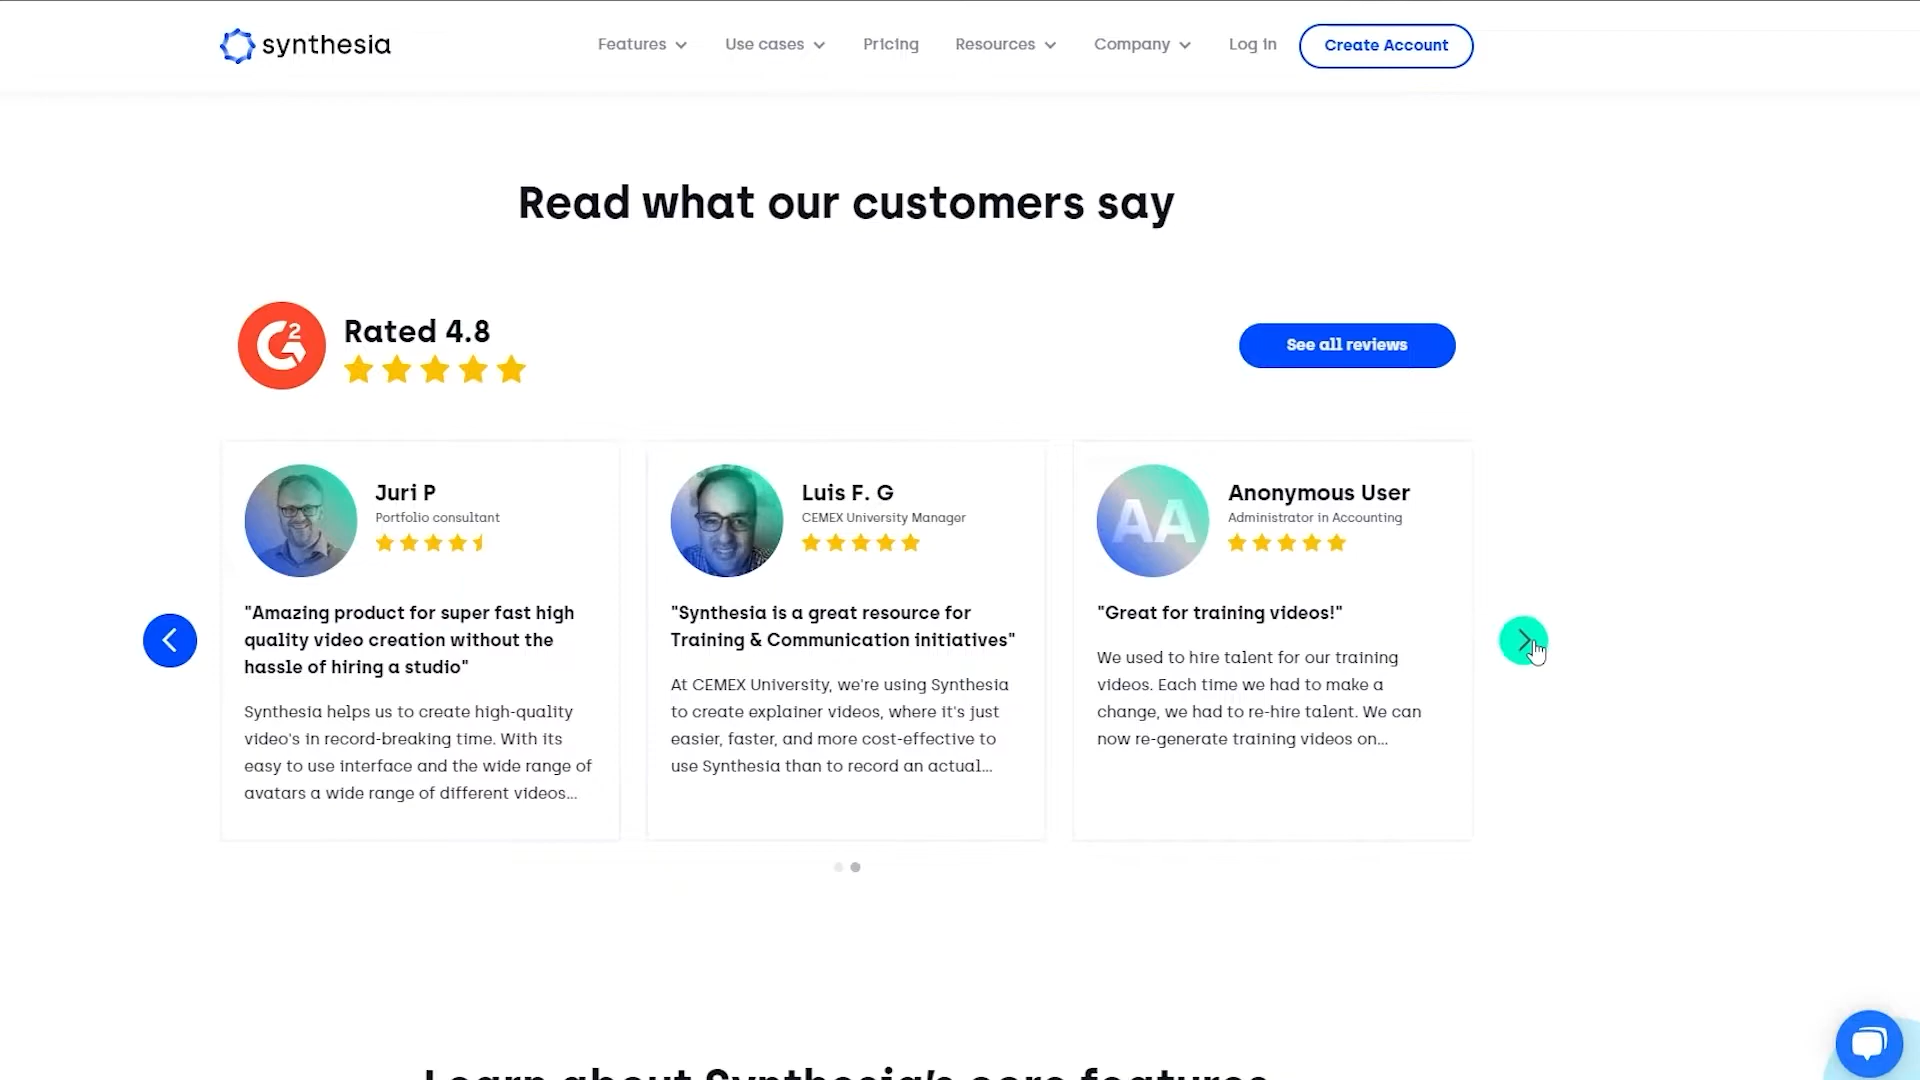 synthesia
Features
Use cases
Pricing
Resources
Company
Log in
Create Account
Read what our customers say
G2
Rated 4.8
See all reviews
Juri P
Portfolio consultant
"Amazing product for super fast high
quality video creation without the
hassle of hiring a studio"
Synthesia helps us to create high-quality
video's in record-breaking time. With its
easy to use interface and the wide range of
avatars a wide range of different videos...
Luis F. G
CEMEX University Manager
"Synthesia is a great resource for
Training & Communication initiatives"
At CEMEX University, we're using Synthesia
to create explainer videos, where it's just
easier, faster, and more cost-effective to
use Synthesia than to record an actual...
AA
Anonymous User
Administrator in Accounting
"Great for training videos!"
We used to hire talent for our training
videos. Each time we had to make a
change, we had to re-hire talent. We can
now re-generate training videos on...
Learn about Synthesia's core features